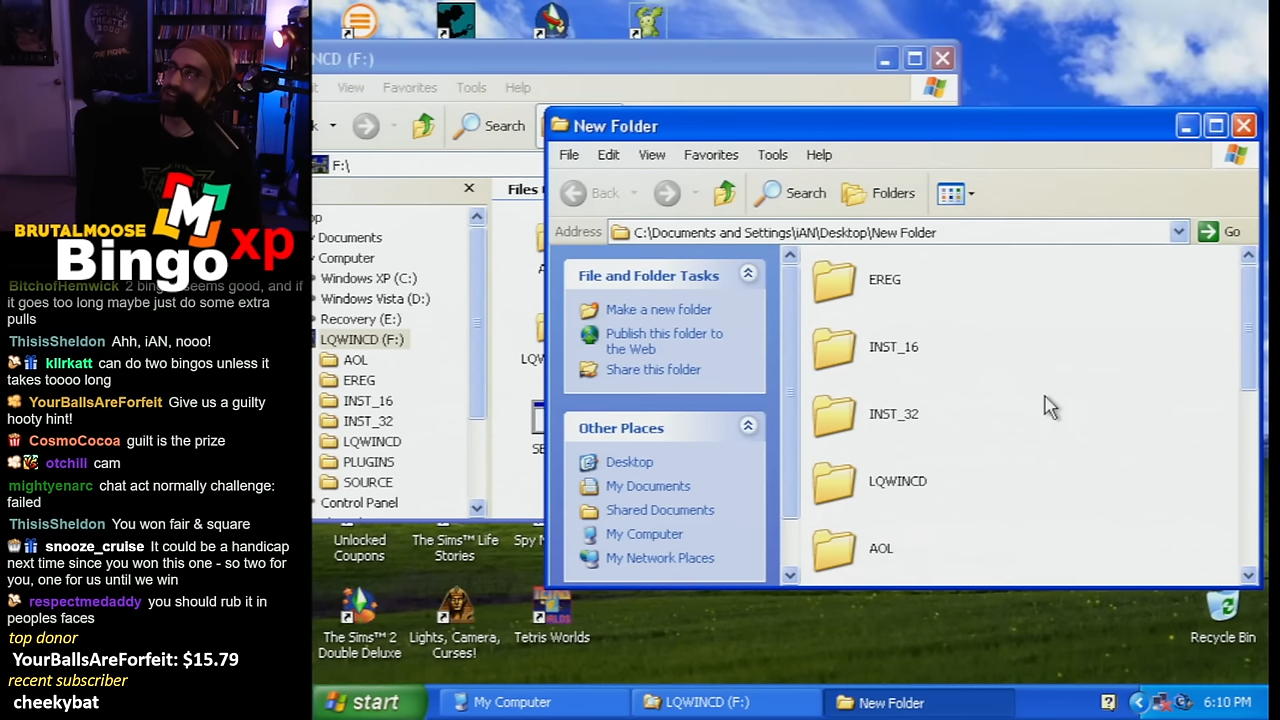 BRUTALMOOSE
M
Bingo xp
BitchofHemwick 2 bingo seems good, and if
it goes too long maybe just do some extra
pulls
ThisisSheldon Ahh, iAN, nooo!
kllrkatt can do two bingos unless it
takes toooo long
YourBallsAreForfeit Give us a guilty
hooty hint!
CosmoCocoa guilt is the prize
otchill cam
mightyenarc chat act normally challenge:
failed
ThisisSheldon You won fair & square
snooze_cruise It could be a handicap
next time since you won this one - so two for
you, one for us until we win
respectmedaddy you should rub it in
peoples faces
top donor
YourBallsAreForfeit: $15.79
recent subscriber
cheekybat
NCD (F:)
View Favorites Tools Help
Search
F:\
Files
Documents
Computer
Windows XP (C:)
Windows Vista (D:)
Recovery (E:)
LQWINCD (F:)
AOL
EREG
INST_16
INST_32
LQWINCD
PLUGINS
SOURCE
Control Panel
New Folder
File Edit View Favorites Tools Help
Back Search Folders
Address C:\Documents and Settings\iAN\Desktop\New Folder Go
File and Folder Tasks
Make a new folder
Publish this folder to
the Web
Share this folder
Other Places
Desktop
My Documents
Shared Documents
My Computer
My Network Places
EREG
INST_16
INST_32
LQWINCD
AOL
Unlocked
Coupons
The Sims™ Life
Stories
Spy
The Sims™ 2
Double Deluxe
Lights, Camera,
Curses!
Tetris Worlds
Recycle Bin
start My Computer LQWINCD (F:) New Folder 6:10 PM